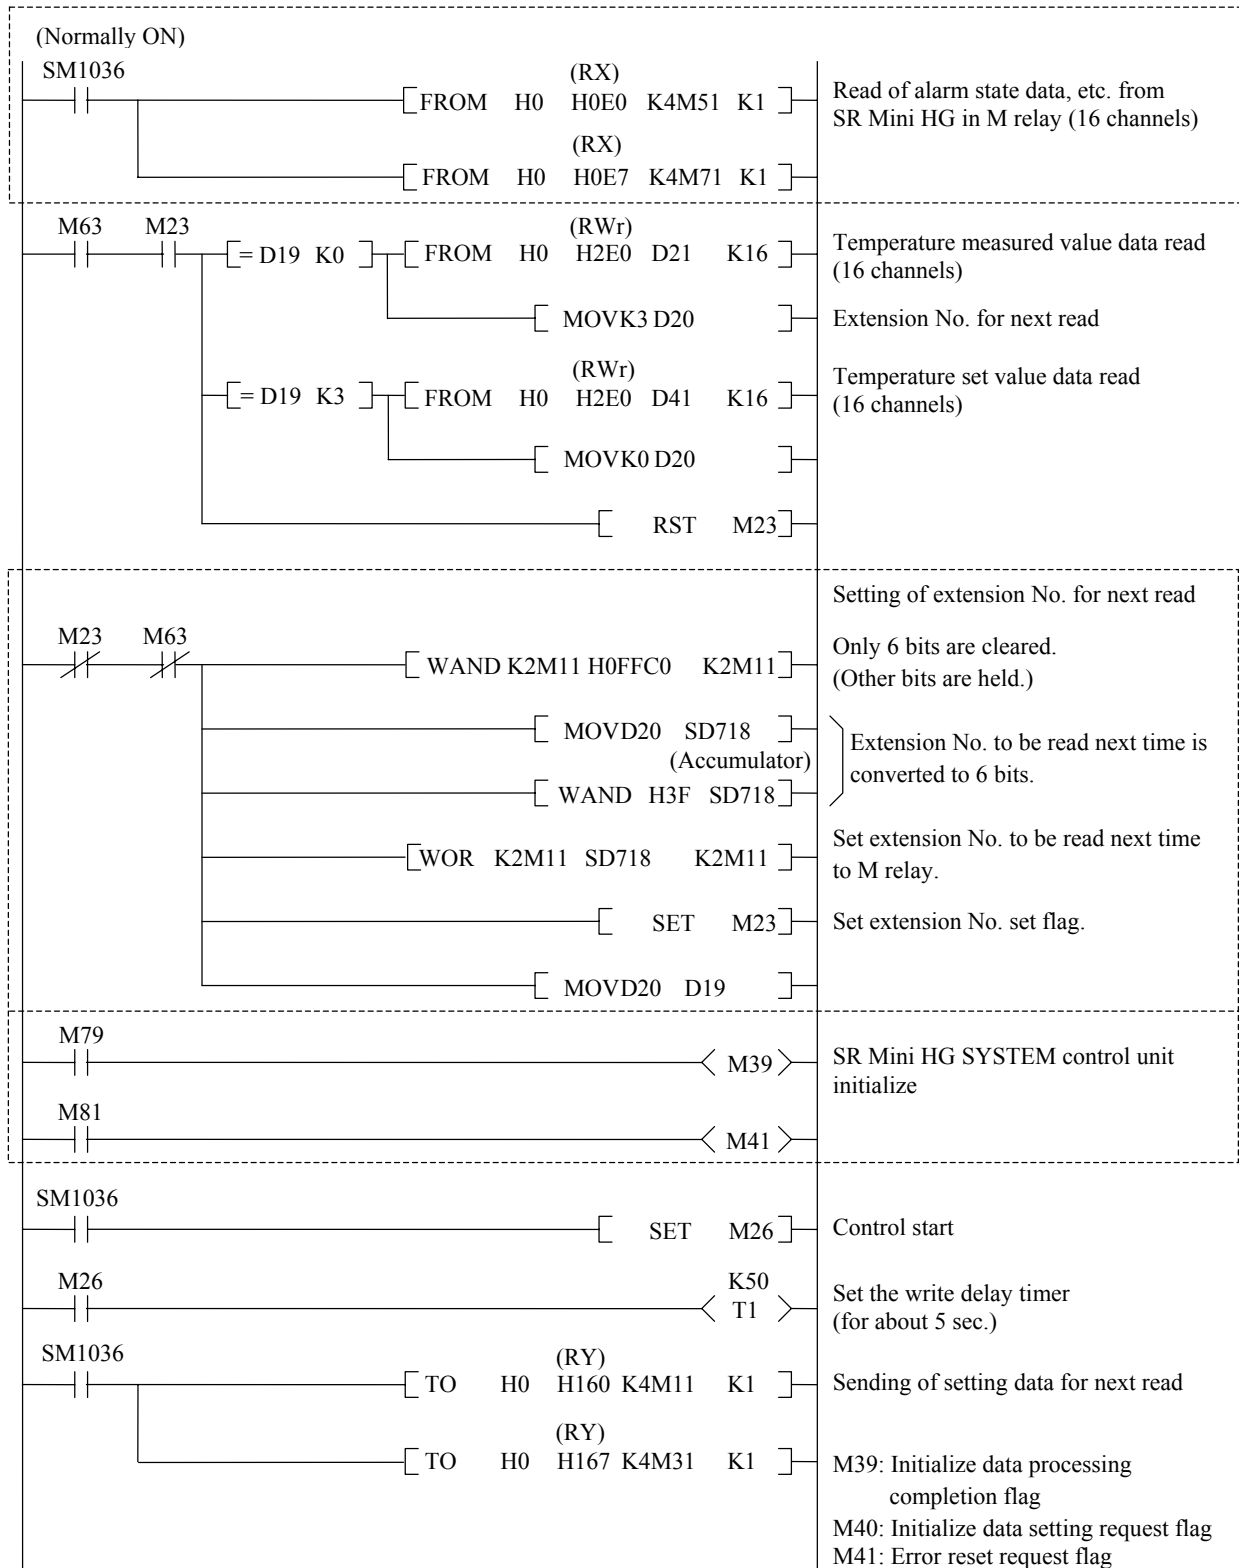 (Normally ON)
SM1036
(RX)
FROM H0 H0E0 K4M51 K1
Read of alarm state data, etc. from
SR Mini HG in M relay (16 channels)
(RX)
FROM H0 H0E7 K4M71 K1
M63 M23
(RWr)
= D19 K0 FROM H0 H2E0 D21 K16
Temperature measured value data read
(16 channels)
MOVK3 D20
Extension No. for next read
(RWr)
= D19 K3 FROM H0 H2E0 D41 K16
Temperature set value data read
(16 channels)
MOVK0 D20
RST M23
Setting of extension No. for next read
M23 M63
WAND K2M11 H0FFC0 K2M11
Only 6 bits are cleared.
(Other bits are held.)
MOVD20 SD718
(Accumulator)
WAND H3F SD718
Extension No. to be read next time is
converted to 6 bits.
WOR K2M11 SD718 K2M11
Set extension No. to be read next time
to M relay.
SET M23
Set extension No. set flag.
MOVD20 D19
M79
M39
SR Mini HG SYSTEM control unit
initialize
M81
M41
SM1036
SET M26
Control start
M26
K50
T1
Set the write delay timer
(for about 5 sec.)
SM1036
(RY)
TO H0 H160 K4M11 K1
Sending of setting data for next read
(RY)
TO H0 H167 K4M31 K1
M39: Initialize data processing
completion flag
M40: Initialize data setting request flag
M41: Error reset request flag